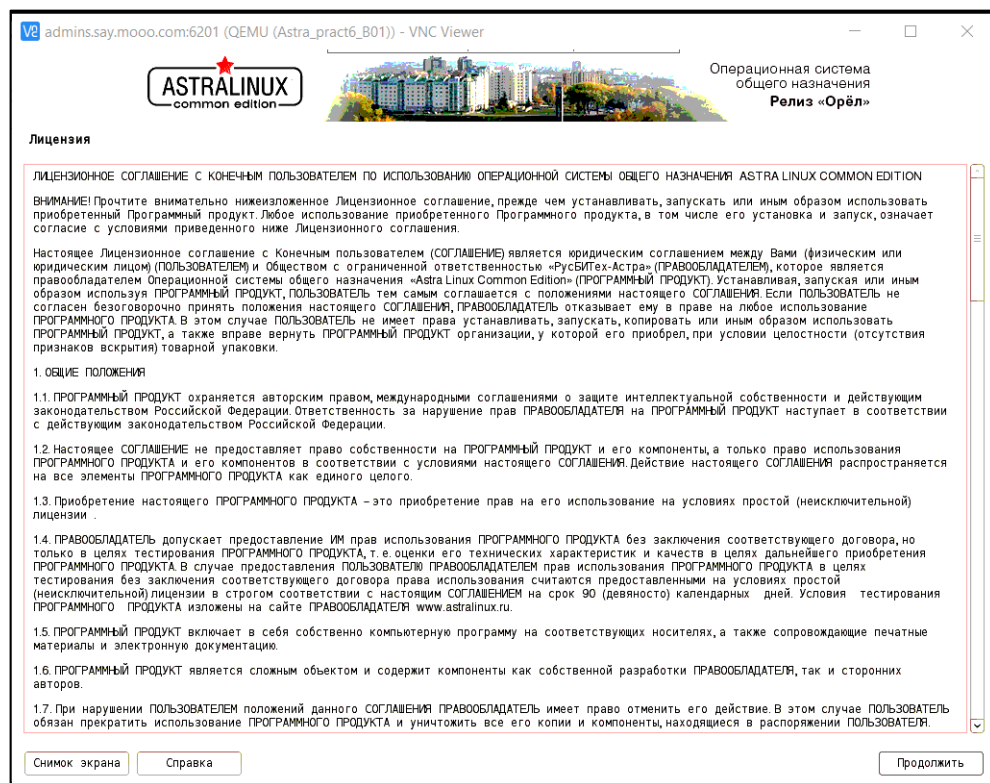 admins.say.mooo.com:6201 (QEMU (Astra_pract6_B01)) - VNC Viewer
ASTRALINUX
common edition
Операционная система
общего назначения
Релиз «Орёл»
Лицензия
ЛИЦЕНЗИОННОЕ СОГЛАШЕНИЕ С КОНЕЧНЫМ ПОЛЬЗОВАТЕЛЕМ ПО ИСПОЛЬЗОВАНИЮ ОПЕРАЦИОННОЙ СИСТЕМЫ ОБЩЕГО НАЗНАЧЕНИЯ ASTRA LINUX COMMON EDITION
ВНИМАНИЕ! Прочтите внимательно нижеизложенное Лицензионное соглашение, прежде чем устанавливать, запускать или иным образом использовать
приобретенный Программный продукт. Любое использование приобретенного Программного продукта, в том числе его установка и запуск, означает
согласие с условиями приведенного ниже Лицензионного соглашения.
Настоящее Лицензионное соглашение с Конечным пользователем (СОГЛАШЕНИЕ) является юридическим соглашением между Вами (физическим или
юридическим лицом) (ПОЛЬЗОВАТЕЛЕМ) и Обществом с ограниченной ответственностью «РусБИТех-Астра» (ПРАВООБЛАДАТЕЛЕМ), которое является
правообладателем Операционной системы общего назначения «Astra Linux Common Edition» (ПРОГРАММНЫЙ ПРОДУКТ). Устанавливая, запуская или иным
образом используя ПРОГРАММНЫЙ ПРОДУКТ, ПОЛЬЗОВАТЕЛЬ тем самым соглашается с положениями настоящего СОГЛАШЕНИЯ. Если ПОЛЬЗОВАТЕЛЬ не
согласен безоговорочно принять положения настоящего СОГЛАШЕНИЯ, ПРАВООБЛАДАТЕЛЬ отказывает ему в праве на любое использование
ПРОГРАММНОГО ПРОДУКТА. В этом случае ПОЛЬЗОВАТЕЛЬ не имеет права устанавливать, запускать, копировать или иным образом использовать
ПРОГРАММНЫЙ ПРОДУКТ, а также вправе вернуть ПРОГРАММНЫЙ ПРОДУКТ организации, у которой его приобрел, при условии целостности (отсутствия
признаков вскрытия) товарной упаковки.
1. ОБЩИЕ ПОЛОЖЕНИЯ
1.1. ПРОГРАММНЫЙ ПРОДУКТ охраняется авторским правом, международными соглашениями о защите интеллектуальной собственности и действующим
законодательством Российской Федерации. Ответственность за нарушение прав ПРАВООБЛАДАТЕЛЯ на ПРОГРАММНЫЙ ПРОДУКТ наступает в соответствии
с действующим законодательством Российской Федерации.
1.2. Настоящее СОГЛАШЕНИЕ не предоставляет право собственности на ПРОГРАММНЫЙ ПРОДУКТ и его компоненты, а только право использования
ПРОГРАММНОГО ПРОДУКТА и его компонентов в соответствии с условиями настоящего СОГЛАШЕНИЯ. Действие настоящего СОГЛАШЕНИЯ распространяется
на все элементы ПРОГРАММНОГО ПРОДУКТА как единого целого.
1.3. Приобретение настоящего ПРОГРАММНОГО ПРОДУКТА – это приобретение прав на его использование на условиях простой (неисключительной)
лицензии .
1.4. ПРАВООБЛАДАТЕЛЬ допускает предоставление ИМ прав использования ПРОГРАММНОГО ПРОДУКТА без заключения соответствующего договора, но
только в целях тестирования ПРОГРАММНОГО ПРОДУКТА, т. е. оценки его технических характеристик и качеств в целях дальнейшего приобретения
ПРОГРАММНОГО ПРОДУКТА. В случае предоставления ПОЛЬЗОВАТЕЛЮ ПРАВООБЛАДАТЕЛЕМ прав использования ПРОГРАММНОГО ПРОДУКТА в целях
тестирования без заключения соответствующего договора права использования считаются предоставленными на условиях простой
(неисключительной) лицензии в строгом соответствии с настоящим СОГЛАШЕНИЕМ на срок 90 (девяносто) календарных дней. Условия тестирования
ПРОГРАММНОГО ПРОДУКТА изложены на сайте ПРАВООБЛАДАТЕЛЯ www.astralinux.ru.
1.5. ПРОГРАММНЫЙ ПРОДУКТ включает в себя собственно компьютерную программу на соответствующих носителях, а также сопровождающие печатные
материалы и электронную документацию.
1.6. ПРОГРАММНЫЙ ПРОДУКТ является сложным объектом и содержит компоненты как собственной разработки ПРАВООБЛАДАТЕЛЯ, так и сторонних
авторов.
1.7. При нарушении ПОЛЬЗОВАТЕЛЕМ положений данного СОГЛАШЕНИЯ ПРАВООБЛАДАТЕЛЬ имеет право отменить его действие. В этом случае ПОЛЬЗОВАТЕЛЬ
обязан прекратить использование ПРОГРАММНОГО ПРОДУКТА и уничтожить все его копии и компоненты, находящиеся в распоряжении ПОЛЬЗОВАТЕЛЯ.
Снимок экрана
Справка
Продолжить